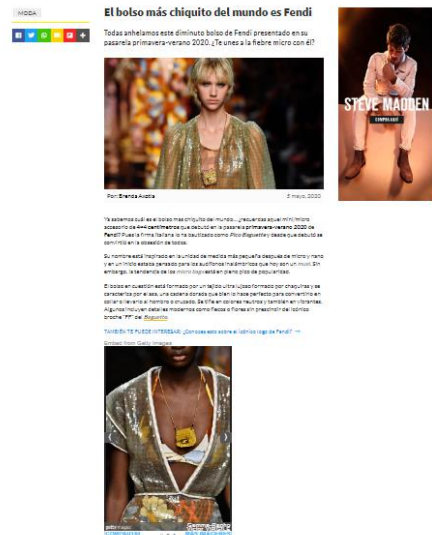 MODA
El bolso más chiquito del mundo es Fendi
Todas anhelamos este diminuto bolso de Fendi presentado en su
pasarela primavera-verano 2020. ¿Te unes a la fiebre micro con él?
STEVE MADDEN
Por: Brenda Axotla
5 mayo, 2020
Ya sabemos cuál es el bolso mas chiquito del mundo... ¿recuerdas aquel mini micro
accesorio de 4×4 centímetros que debutó en la pasarela primavera-verano 2020 de
Fendi? Pues la firma italiana lo ha bautizado como Pico Baguette y desde que debutó se
convirtió en la obsesión de todas.
Su nombre está inspirado en la unidad de medida más pequeña después de micro y nano
y en un inicio estaba pensado para los audífonos inalámbricos que hoy son un must. Sin
embargo, la tendencia de los micro bags está en pleno pico de popularidad.
El bolso en cuestión está formado por un tejido ultra lujoso formado por chaquiras y se
caracteriza por el asa, una cadena dorada que bien lo hace perfecto para convertirlo en
collar o llevarlo al hombro o cruzado. Se tiñe en colores neutros y también en vibrantes.
Algunos incluyen detalles modernos como flecos o flores sin prescindir del icónico
broche "FF" del Baguette.
TAMBIÉN TE PUEDE INTERESAR: ¿Conoces esto sobre el icónico logo de Fendi? →
Embed from Getty Images
gettyimages